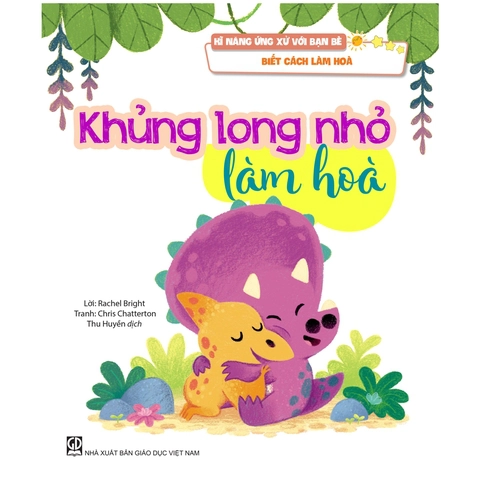 KĨ NĂNG ỨNG XỬ VỚI BẠN BÈ
BIẾT CÁCH LÀM HOÀ
Khủng long nhỏ
làm hoà
Lời: Rachel Bright
Tranh: Chris Chatterton
Thu Huyền dịch
NHÀ XUẤT BẢN GIÁO DỤC VIỆT NAM